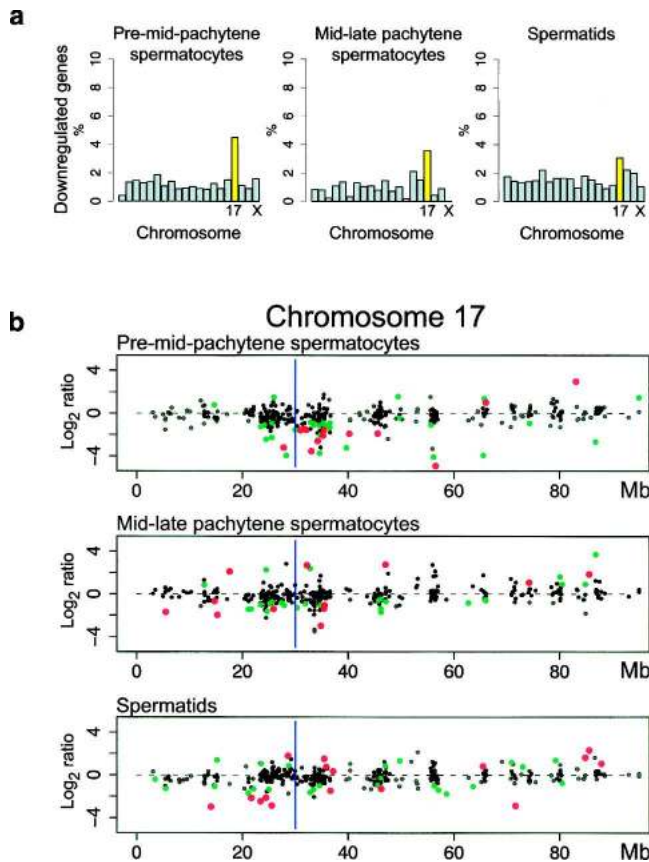 a
Pre-mid-pachytene
spermatocytes
Mid-late pachytene
spermatocytes
Spermatids
Downregulated genes
%
10
8
6
4
2
0
17 X
Chromosome
%
10
8
6
4
2
0
17 X
Chromosome
%
10
8
6
4
2
0
17 X
Chromosome
b
Chromosome 17
Pre-mid-pachytene spermatocytes
Log2 ratio
4
0
−4
0 20 40 60 80 Mb
Mid-late pachytene spermatocytes
Log2 ratio
4
0
−4
0 20 40 60 80 Mb
Spermatids
Log2 ratio
4
0
−4
0 20 40 60 80 Mb